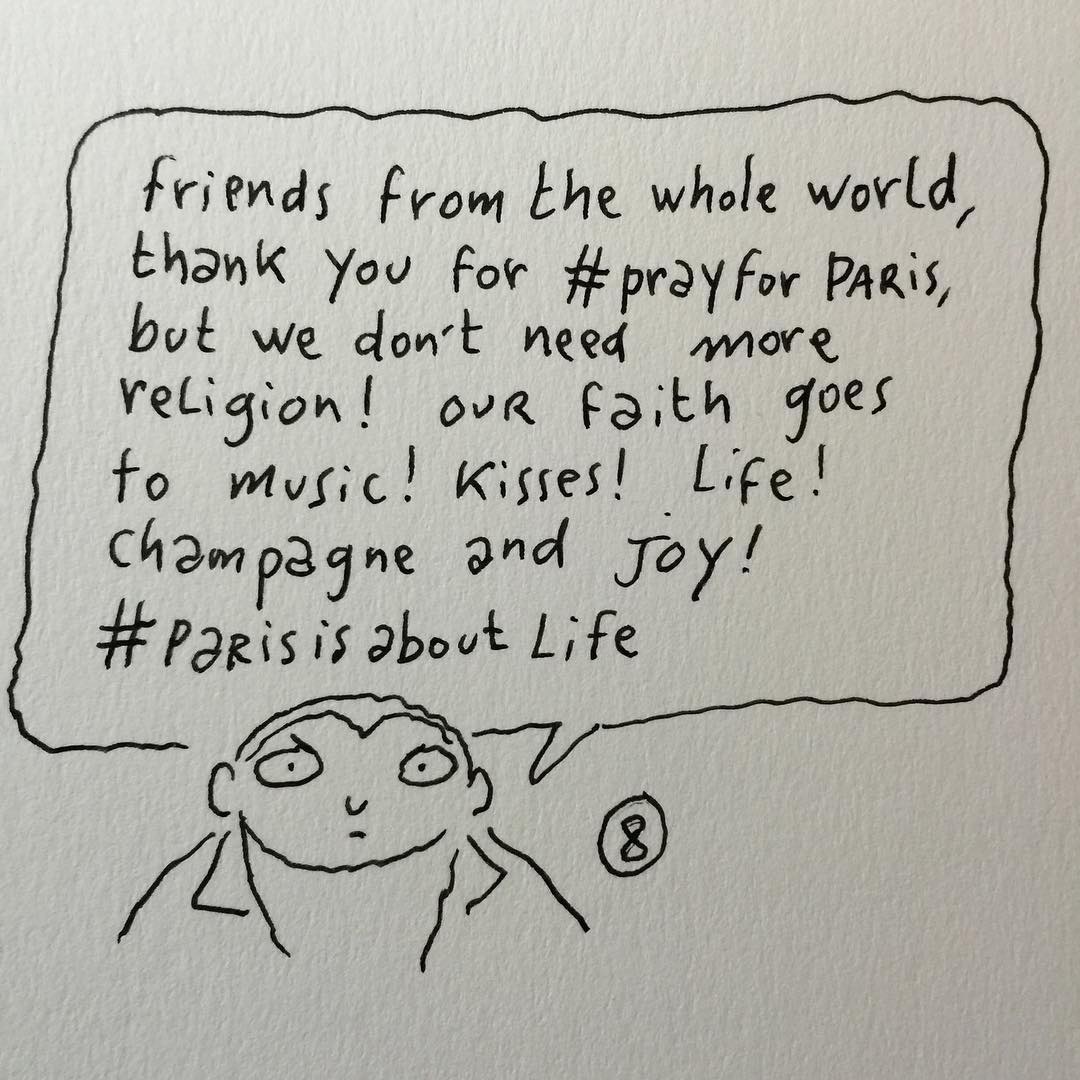 friends from the whole world,
thank you for #prayfor PARIS,
but we don't need more
religion! OUR faith goes
to music! Kisses! Life!
champagne and JOY!
#PARIS is about Life
8